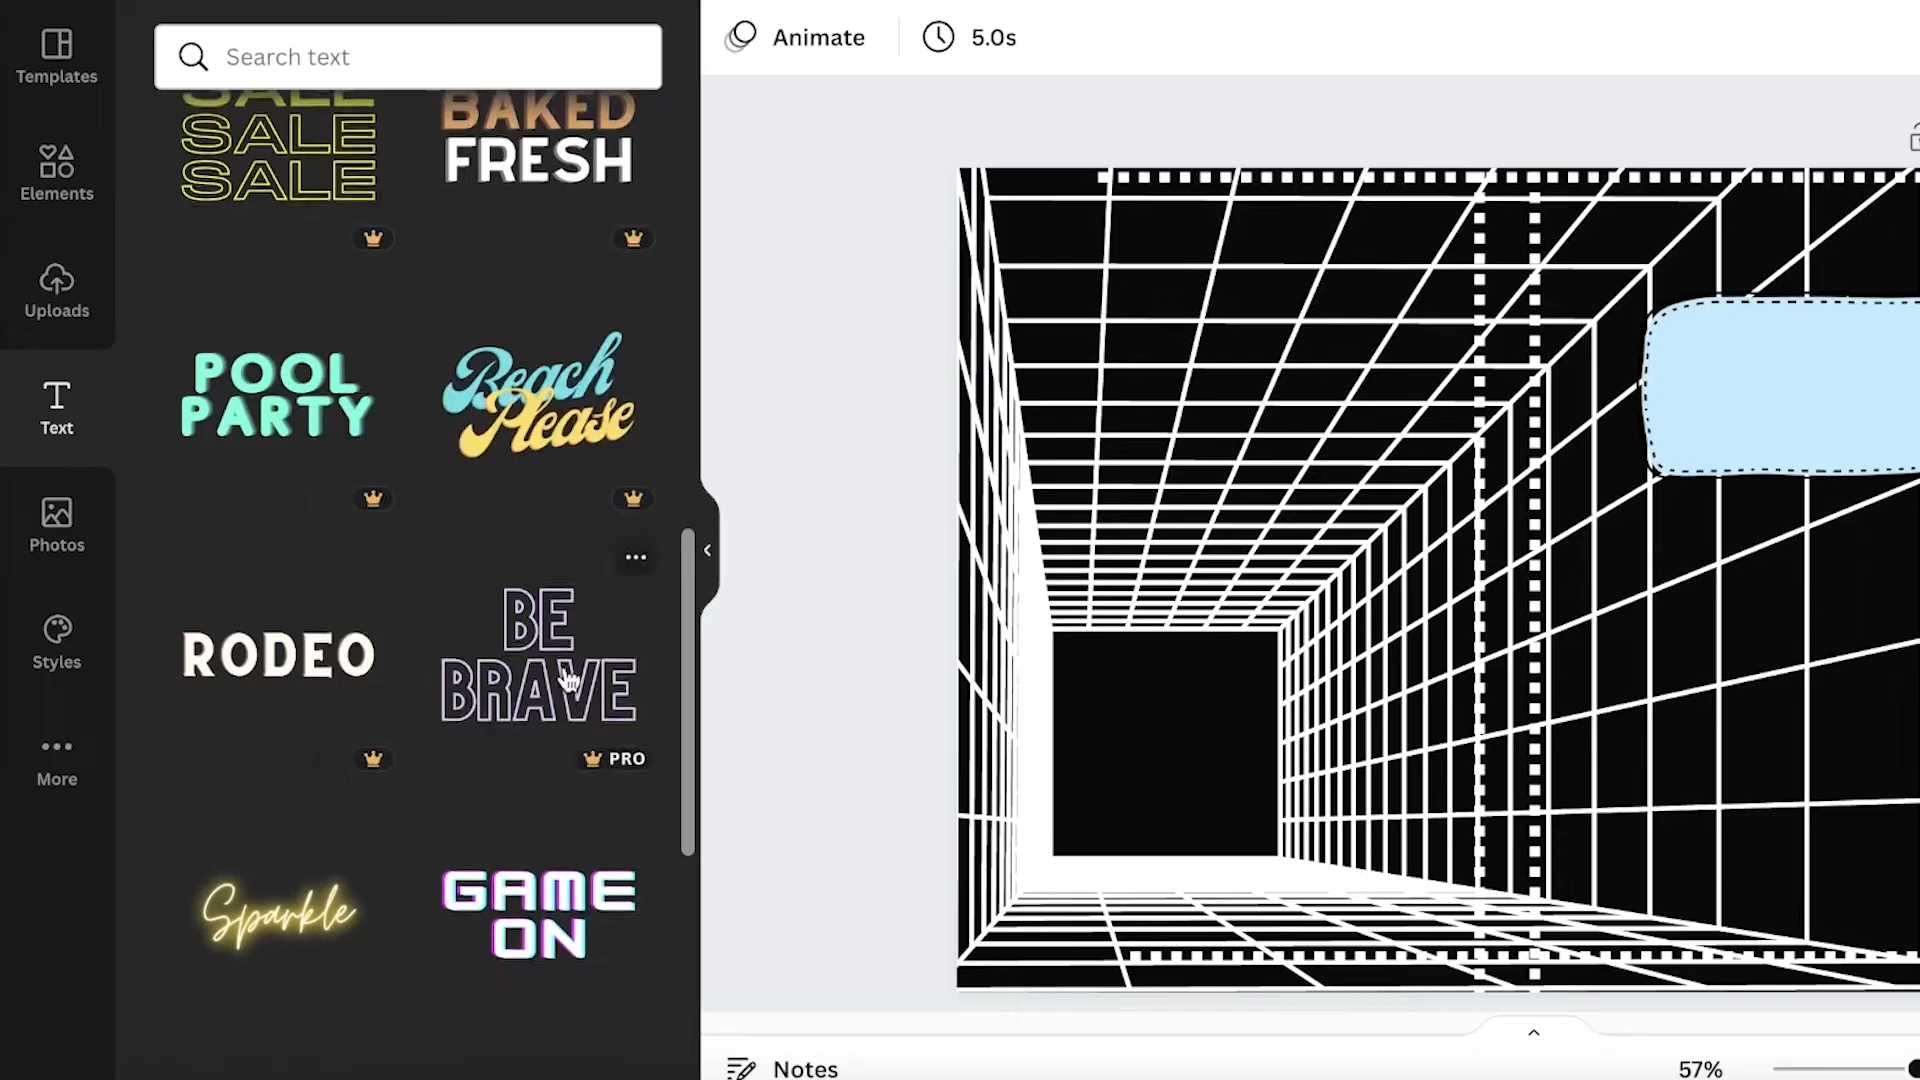 Templates
Elements
Uploads
Text
Photos
Styles
More
Search text
SALE
SALE
SALE
BAKED
FRESH
POOL
PARTY
Beach
Please
RODEO
BE
BRAVE
PRO
Sparkle
GAME
ON
Animate
5.0s
Notes
57%